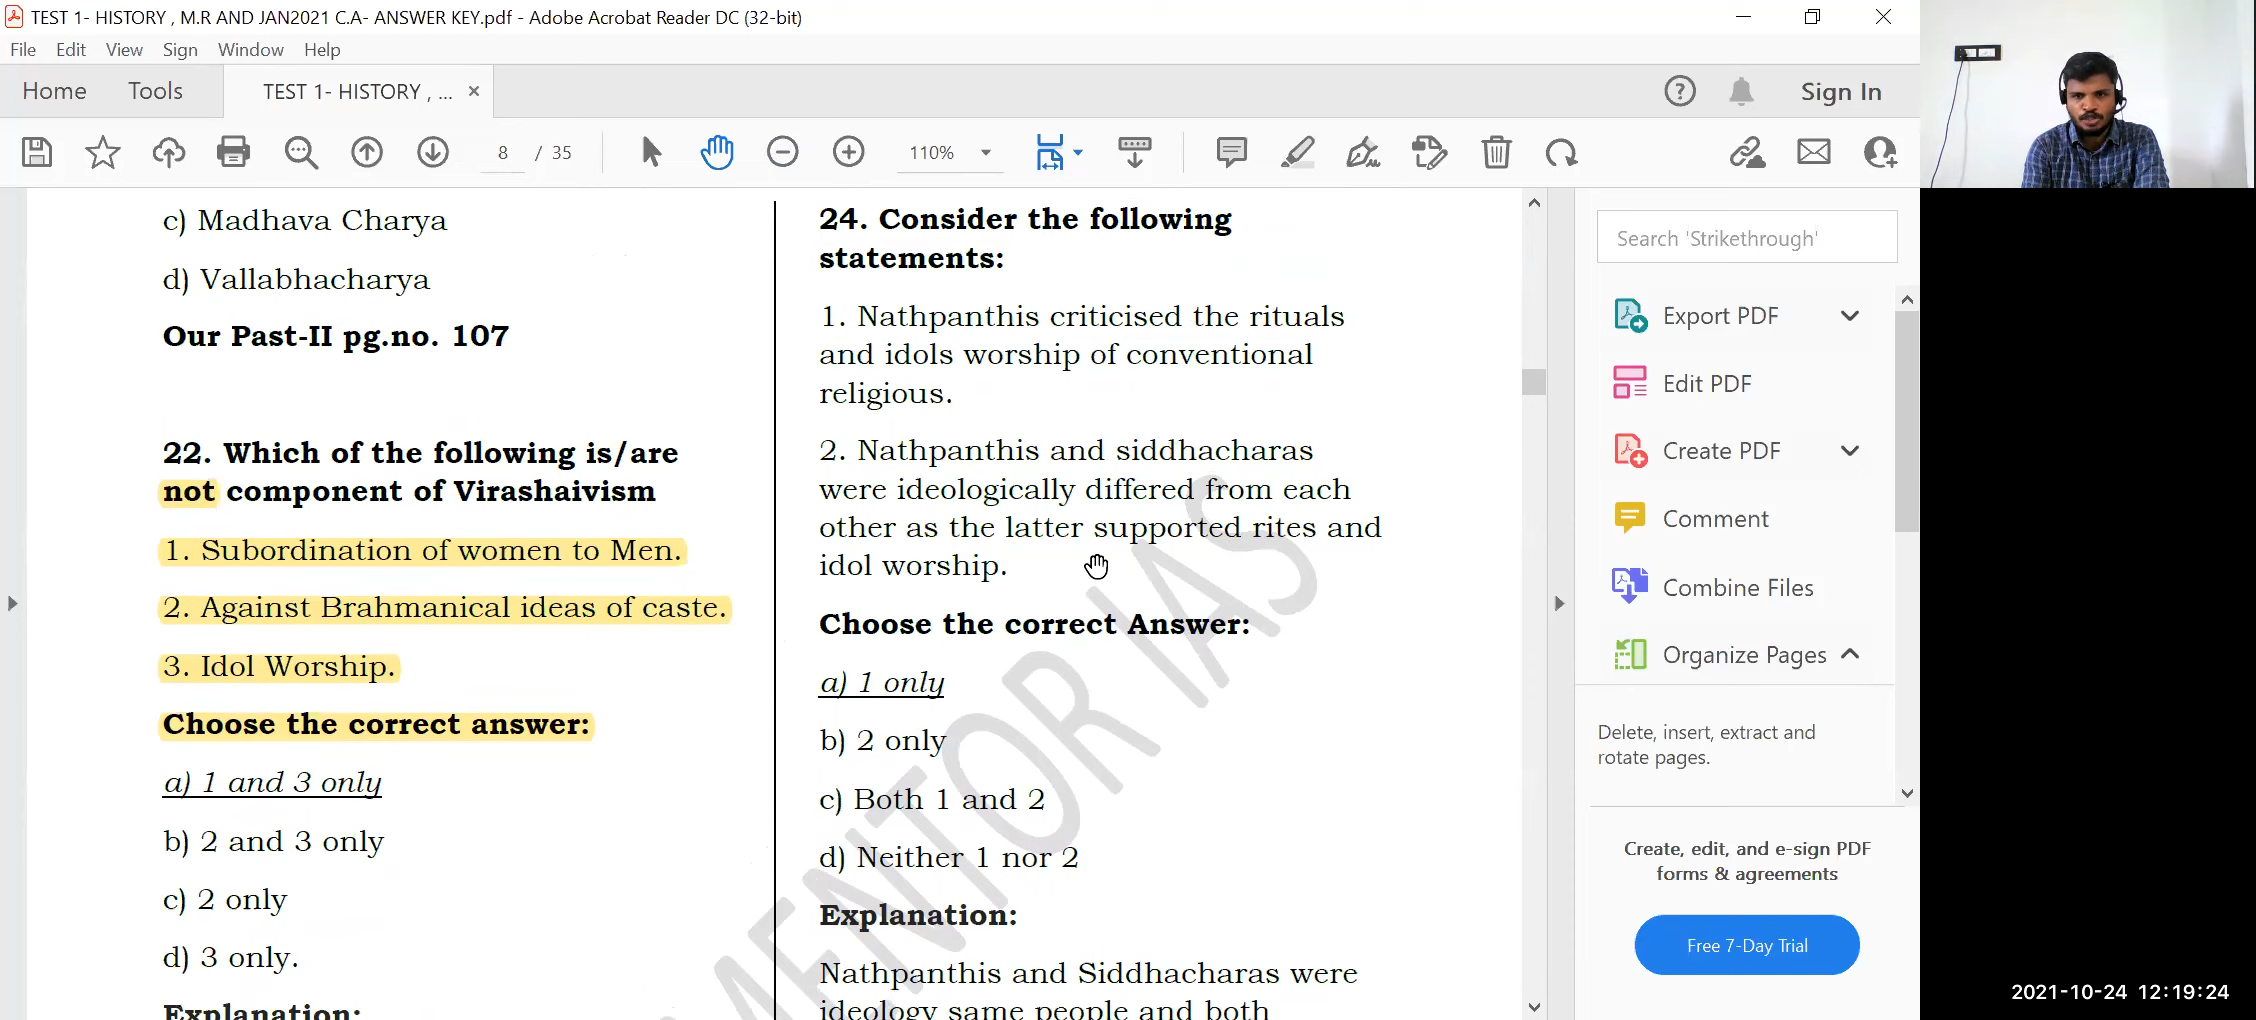 TEST 1- HISTORY , M.R AND JAN2021 C.A- ANSWER KEY.pdf - Adobe Acrobat Reader DC (32-bit)
File Edit View Sign Window Help
Home Tools TEST 1- HISTORY , ... ×
Sign In
8 / 35
110%
c) Madhava Charya
d) Vallabhacharya
Our Past-II pg.no. 107
22. Which of the following is/are
not component of Virashaivism
1. Subordination of women to Men.
2. Against Brahmanical ideas of caste.
3. Idol Worship.
Choose the correct answer:
a) 1 and 3 only
b) 2 and 3 only
c) 2 only
d) 3 only.
Explanation:
24. Consider the following
statements:
1. Nathpanthis criticised the rituals
and idols worship of conventional
religious.
2. Nathpanthis and siddhacharas
were ideologically differed from each
other as the latter supported rites and
idol worship.
Choose the correct Answer:
a) 1 only
b) 2 only
c) Both 1 and 2
d) Neither 1 nor 2
Explanation:
Nathpanthis and Siddhacharas were
ideology same people and both
MENTOR IAS
Search 'Strikethrough'
Export PDF
Edit PDF
Create PDF
Comment
Combine Files
Organize Pages
Delete, insert, extract and
rotate pages.
Create, edit, and e-sign PDF
forms & agreements
Free 7-Day Trial
2021-10-24 12:19:24